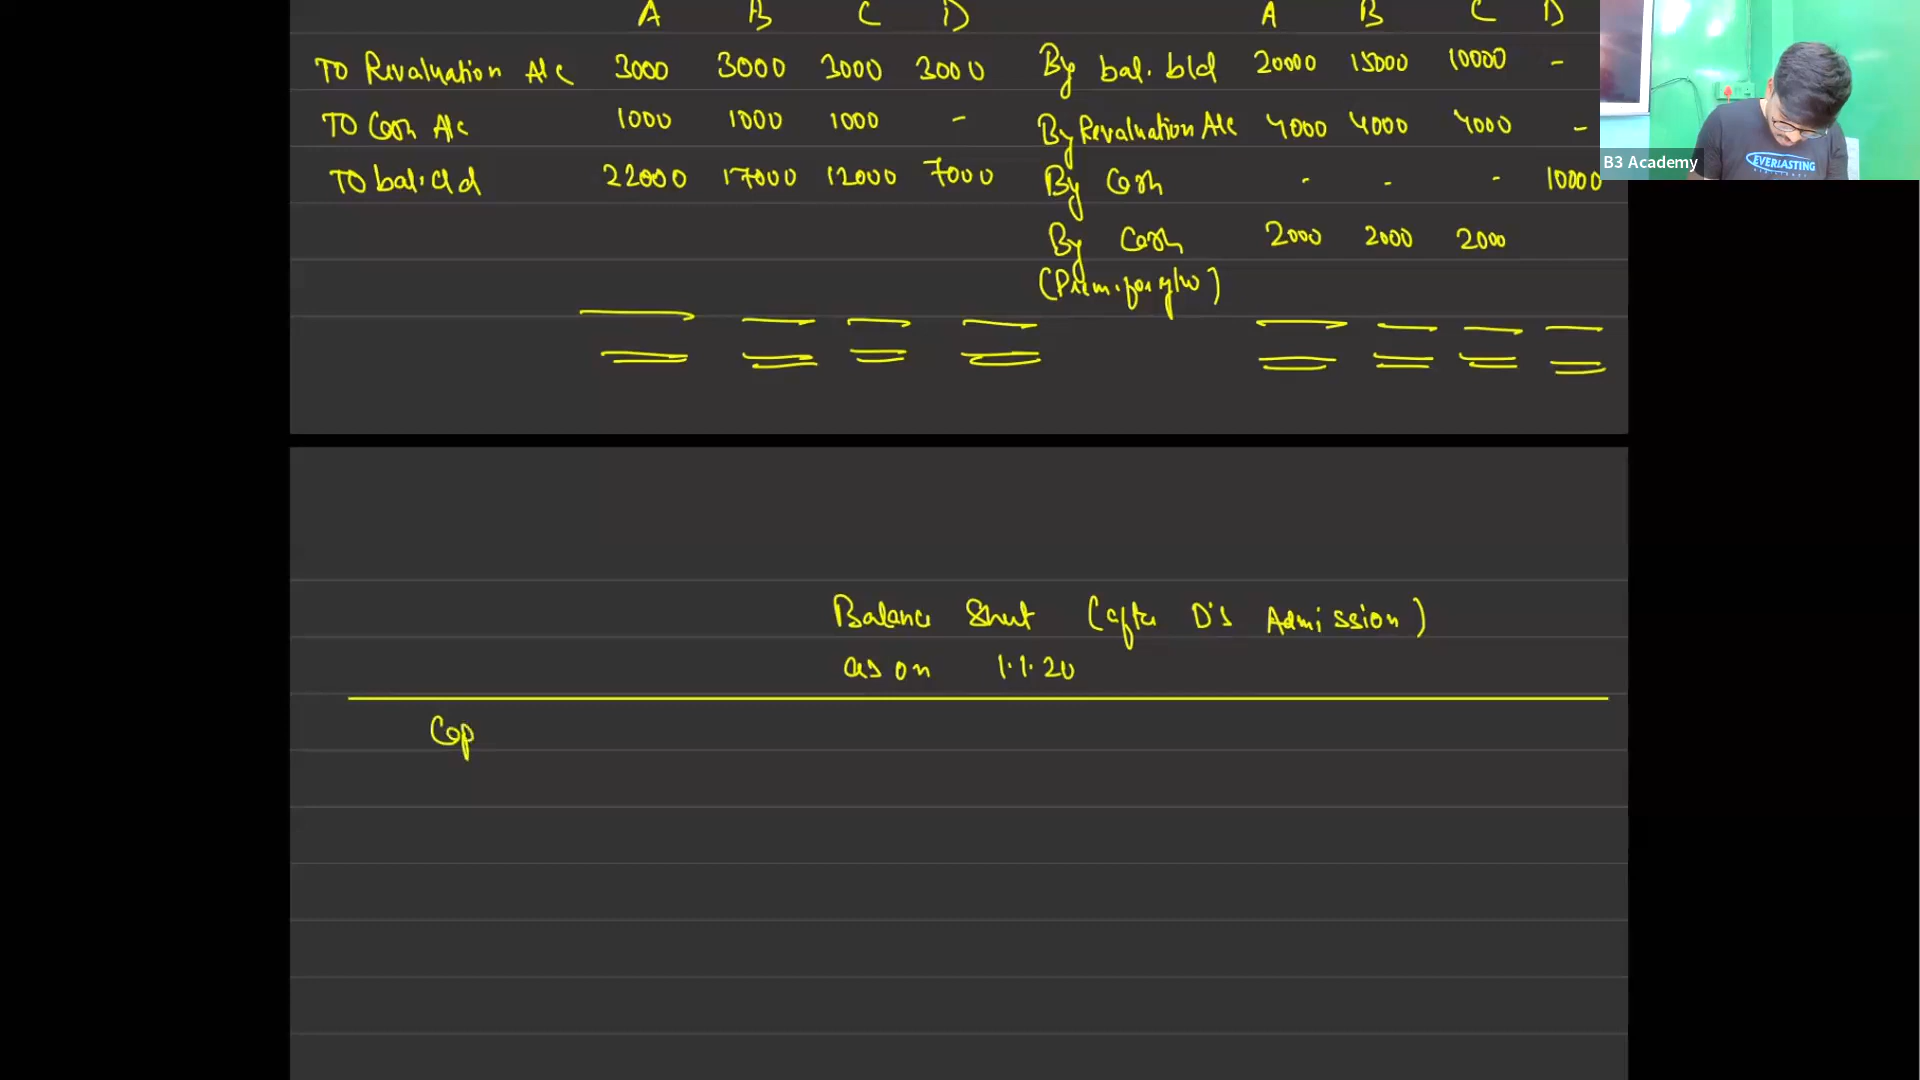 A B C D A B C D
To Revaluation A/c 3000 3000 3000 3000 By bal. b/d 20000 15000 10000 -
To Cash A/c 1000 1000 1000 - By Revaluation A/c 4000 4000 4000 -
To bal. c/d 22000 17000 12000 7000 By Cash - - - 10000
By Cash 2000 2000 2000
(Prem. for g/w)
B3 Academy
EVERLASTING
Balance Sheet (after D's Admission)
as on 1.1.20
Cap